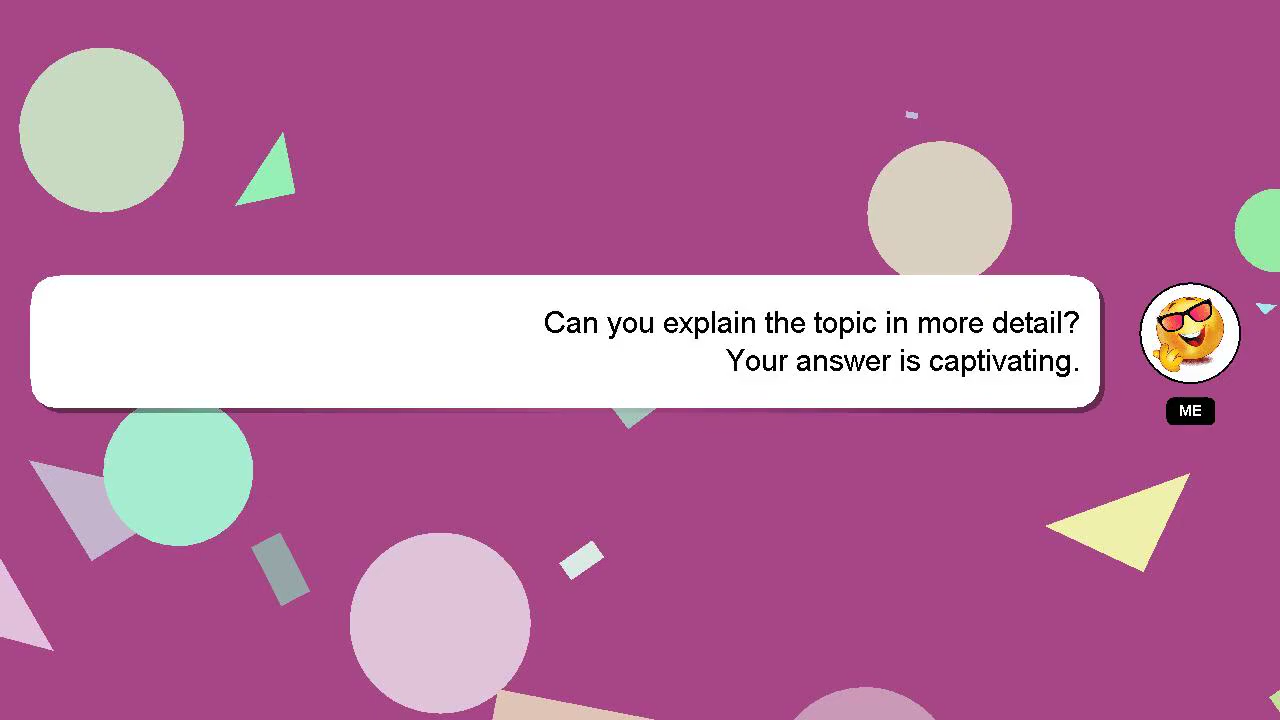 Can you explain the topic in more detail?
Your answer is captivating.
ME